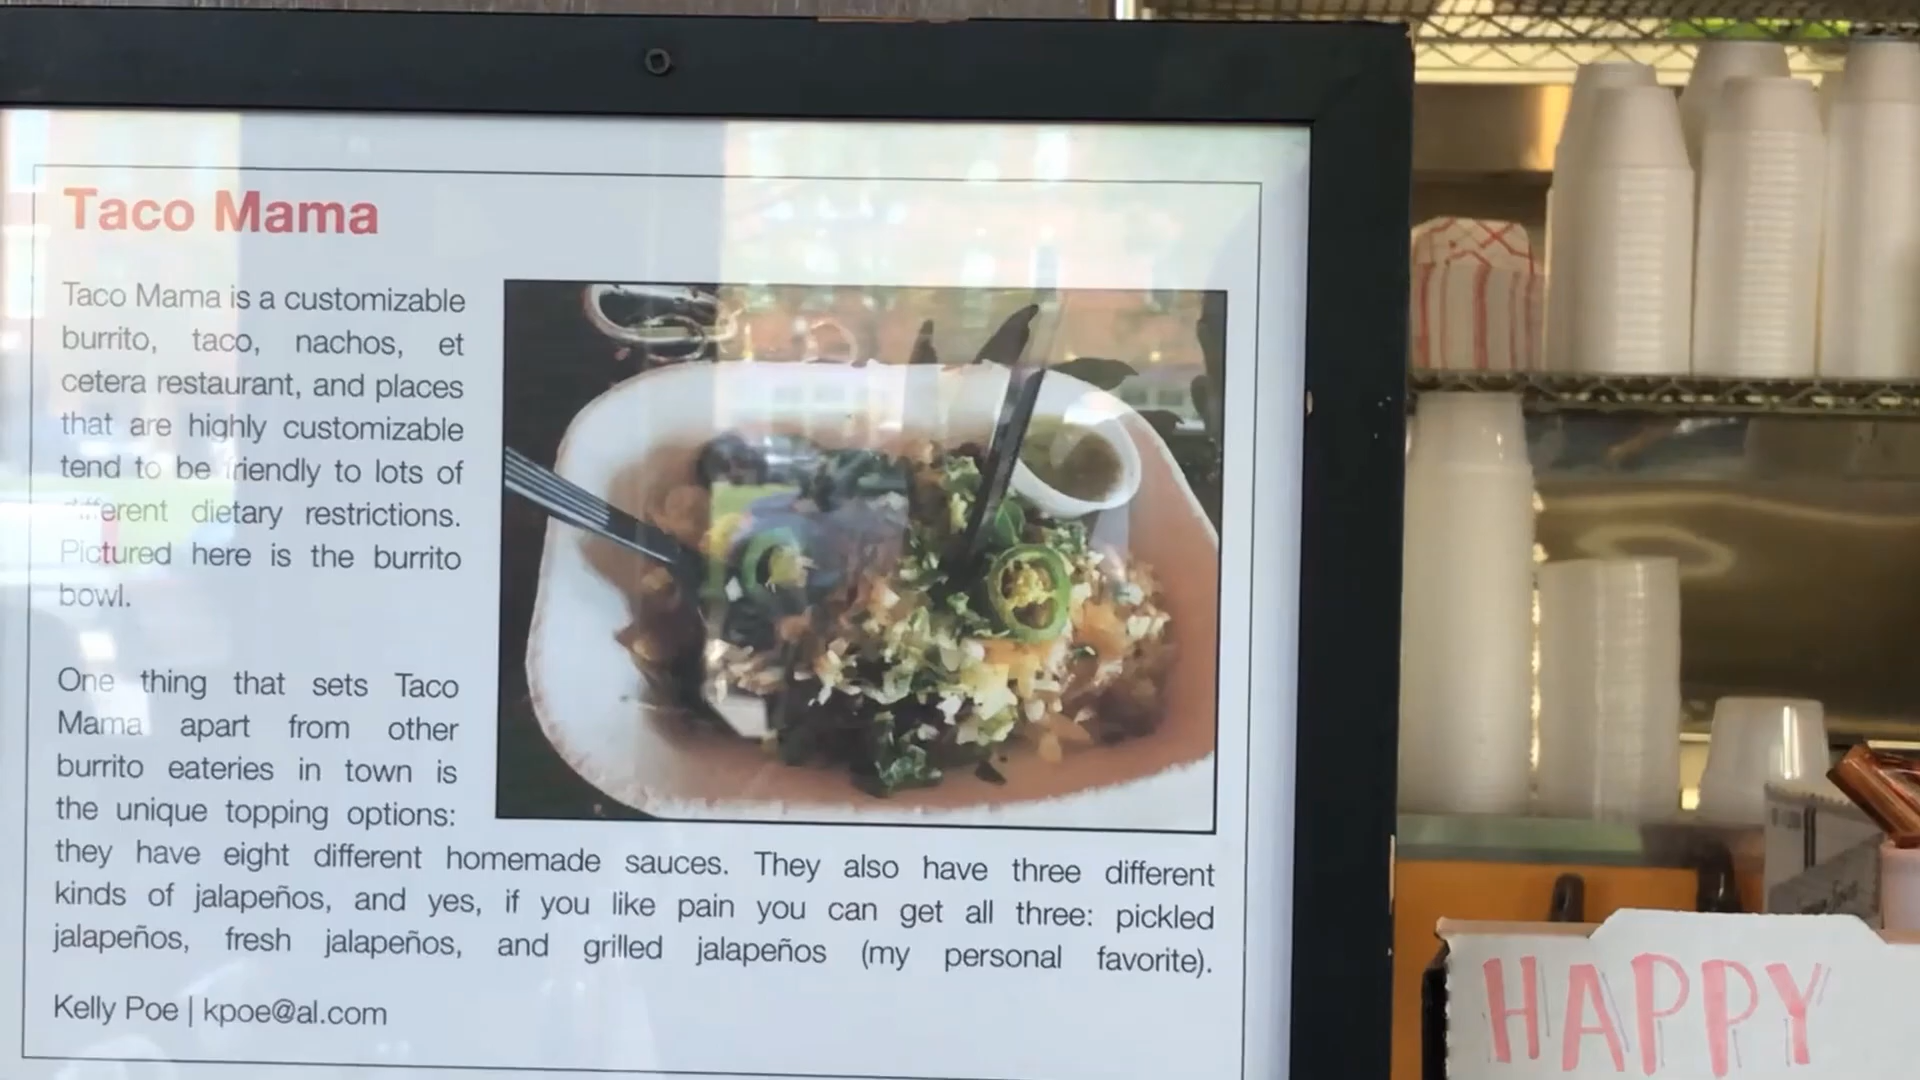 Taco Mama
Taco Mama is a customizable
burrito, taco, nachos, et
cetera restaurant, and places
that are highly customizable
tend to be friendly to lots of
different dietary restrictions.
Pictured here is the burrito
bowl.
One thing that sets Taco
Mama apart from other
burrito eateries in town is
the unique topping options:
they have eight different homemade sauces. They also have three different
kinds of jalapeños, and yes, if you like pain you can get all three: pickled
jalapeños, fresh jalapeños, and grilled jalapeños (my personal favorite).
Kelly Poe | kpoe@al.com
HAPPY